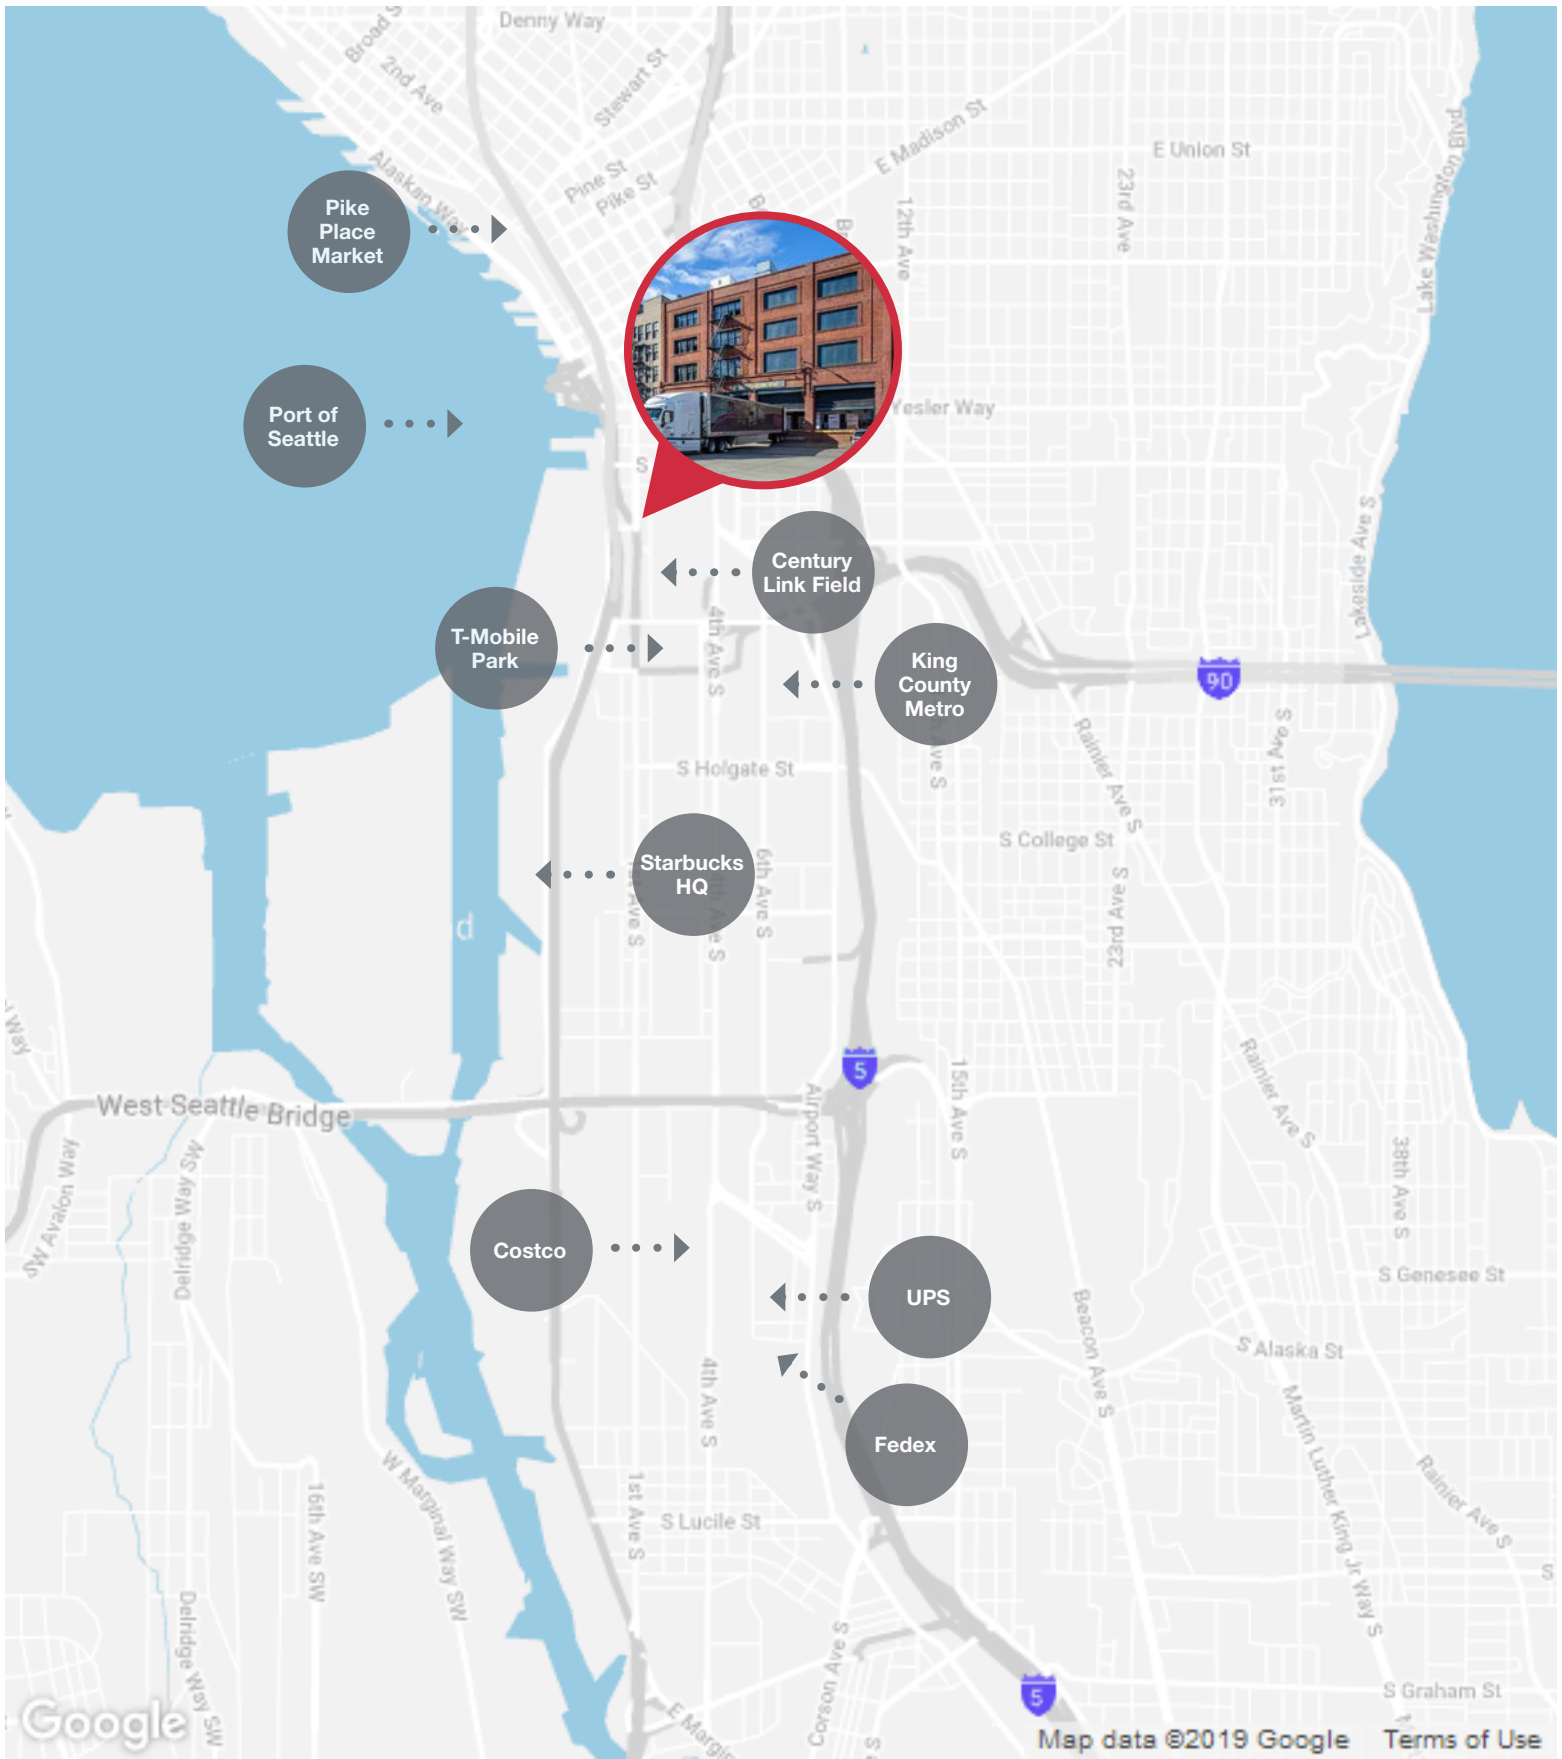 Denny Way
2nd Ave
Stewart St
E Madison St
E Union St
Alaskan Way
Pine St
Pike St
12th Ave
23rd Ave
Lake Washington Blvd
Pike
Place
Market
Port of
Seattle
Yesler Way
S
Century
Link Field
Lakeside Ave S
T-Mobile
Park
4th Ave S
King
County
Metro
90
Rainier Ave S
31st Ave S
S Holgate St
S College St
Starbucks
HQ
6th Ave S
Ave S
23rd Ave S
d
5
15th Ave S
Rainier Ave S
West Seattle Bridge
Airport Way S
38th Ave S
SW Avalon Way
Delridge Way SW
Costco
UPS
S Genesee St
Beacon Ave S
S Alaska St
4th Ave S
Fedex
Martin Luther King Jr Way S
Rainier Ave S
W Marginal Way SW
16th Ave SW
1st Ave S
S Lucile St
S
Delridge Way SW
Corson Ave S
5
S Graham St
Google
Map data ©2019 Google Terms of Use